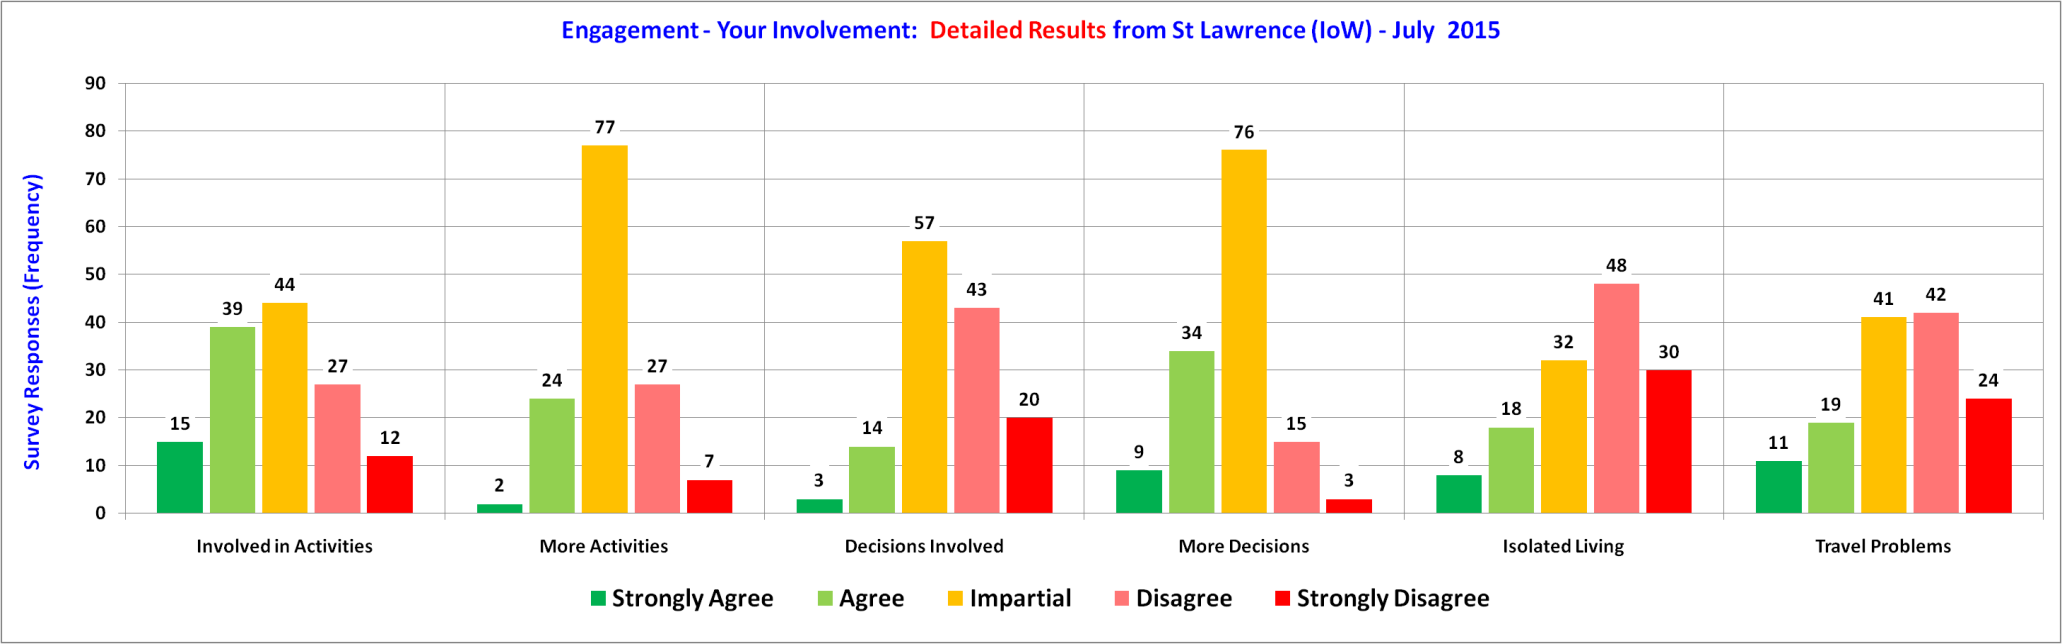 Engagement - Your Involvement: Detailed Results from St Lawrence (IoW) - July 2015
Survey Responses (Frequency)
90
80
70
60
50
40
30
20
10
0
15 39 44 27 12
2 24 77 27 7
3 14 57 43 20
9 34 76 15 3
8 18 32 48 30
11 19 41 42 24
Involved in Activities More Activities Decisions Involved More Decisions Isolated Living Travel Problems
Strongly Agree Agree Impartial Disagree Strongly Disagree